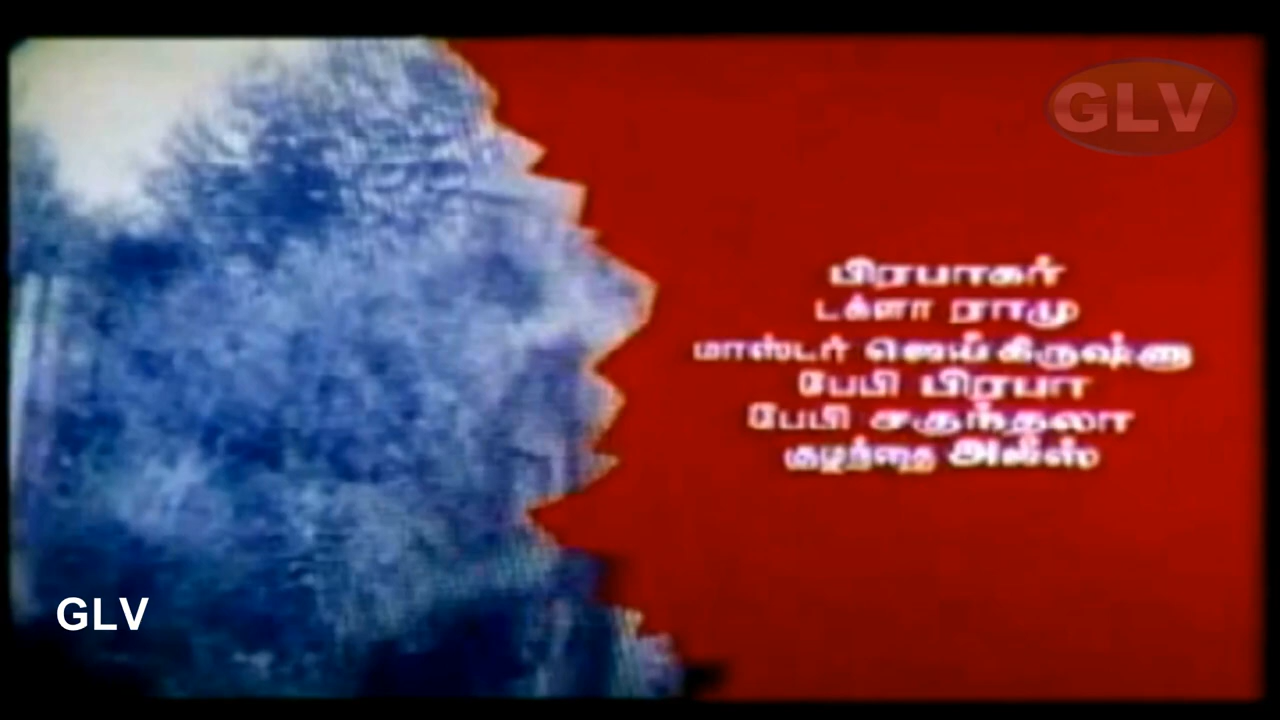 GLV
பிரபாகர்
டக்ளா ராமு
மாஸ்டர் ஜெய்கிருஷ்ணா
பேபி பிரபா
பேபி சகுந்தலா
குழந்தை அலிஸ்
GLV